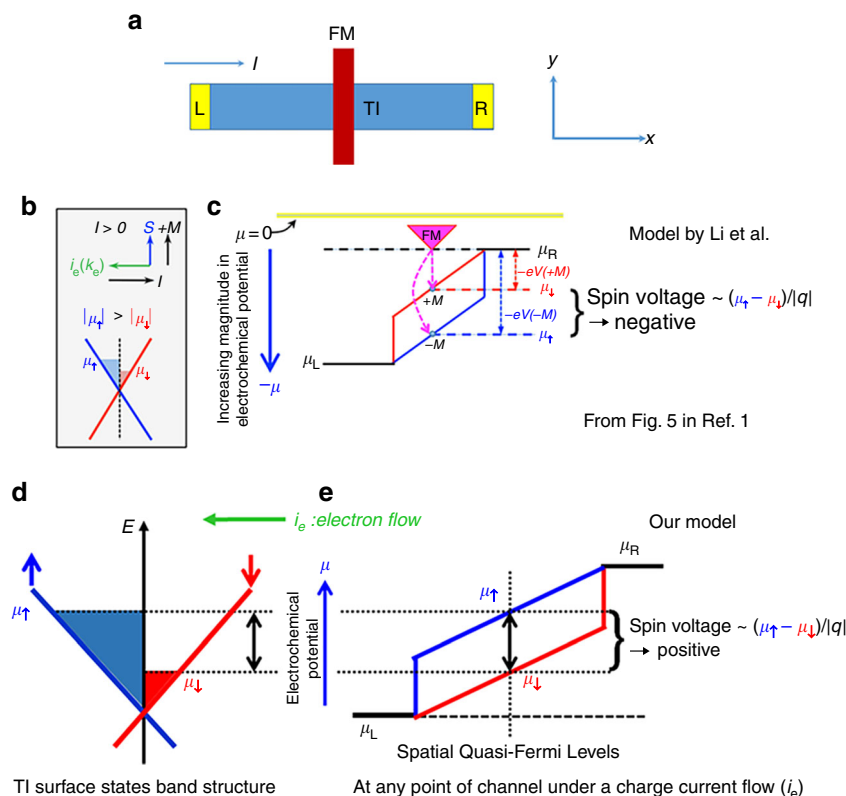 a
FM
I
L
TI
R
y
x
b
I > 0
S +M
i_e(k_e)
I
|μ↑| > |μ↓|
μ↑
μ↓
c
μ=0
FM
μ_R
Model by Li et al.
−eV(+M)
+M
μ↓
−eV(−M)
−M
μ↑
Spin voltage ~ (μ↑− μ↓)/|q|
→ negative
μ_L
Increasing magnitude in
electrochemical potential
−μ
From Fig. 5 in Ref. 1
d
E
i_e :electron flow
μ↑
μ↓
TI surface states band structure
e
Our model
μ
μ_R
μ↑
Electrochemical
potential
Spin voltage ~ (μ↑− μ↓)/|q|
→ positive
μ↓
μ_L
Spatial Quasi-Fermi Levels
At any point of channel under a charge current flow (i_e)